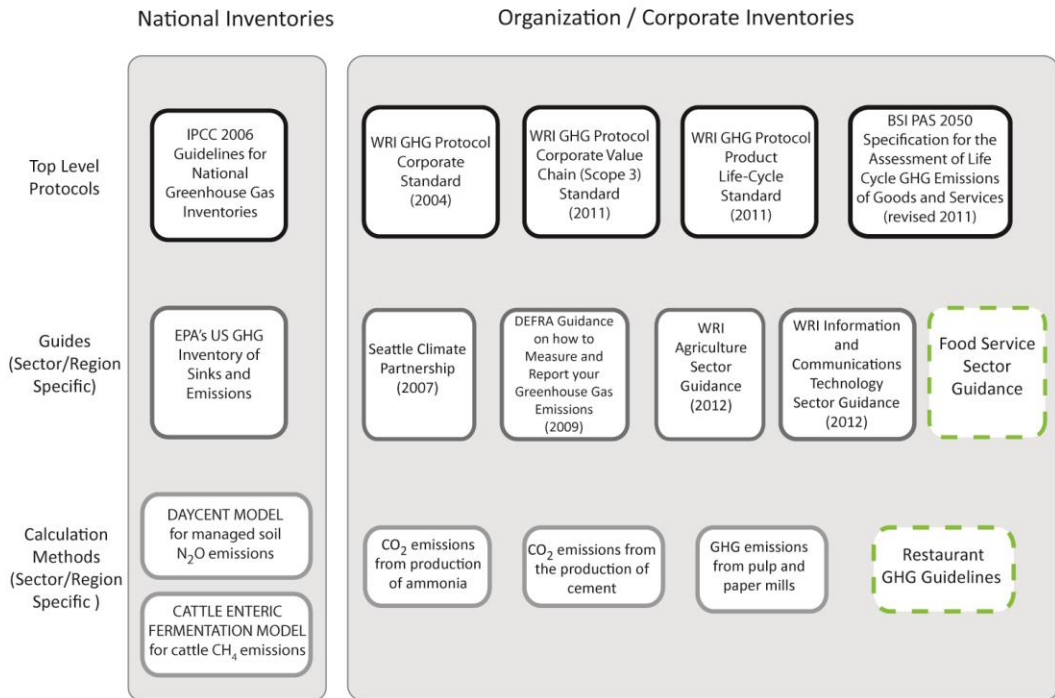 National Inventories
Organization / Corporate Inventories
Top Level
Protocols
IPCC 2006
Guidelines for
National
Greenhouse Gas
Inventories
WRI GHG Protocol
Corporate
Standard
(2004)
WRI GHG Protocol
Corporate Value
Chain (Scope 3)
Standard
(2011)
WRI GHG Protocol
Product
Life-Cycle
Standard
(2011)
BSI PAS 2050
Specification for the
Assessment of Life
Cycle GHG Emissions
of Goods and Services
(revised 2011)
Guides
(Sector/Region
Specific)
EPA's US GHG
Inventory of
Sinks and
Emissions
Seattle Climate
Partnership
(2007)
DEFRA Guidance
on how to
Measure and
Report your
Greenhouse Gas
Emissions
(2009)
WRI
Agriculture
Sector
Guidance
(2012)
WRI Information
and
Communications
Technology
Sector Guidance
(2012)
Food Service
Sector
Guidance
Calculation
Methods
(Sector/Region
Specific )
DAYCENT MODEL
for managed soil
N₂O emissions
CATTLE ENTERIC
FERMENTATION MODEL
for cattle CH₄ emissions
CO₂ emissions
from production
of ammonia
CO₂ emissions from
the production of
cement
GHG emissions
from pulp and
paper mills
Restaurant
GHG Guidelines